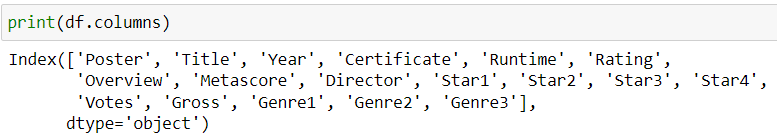 print(df.columns)
Index(['Poster', 'Title', 'Year', 'Certificate', 'Runtime', 'Rating',
'Overview', 'Metascore', 'Director', 'Star1', 'Star2', 'Star3', 'Star4',
'Votes', 'Gross', 'Genre1', 'Genre2', 'Genre3'],
dtype='object')